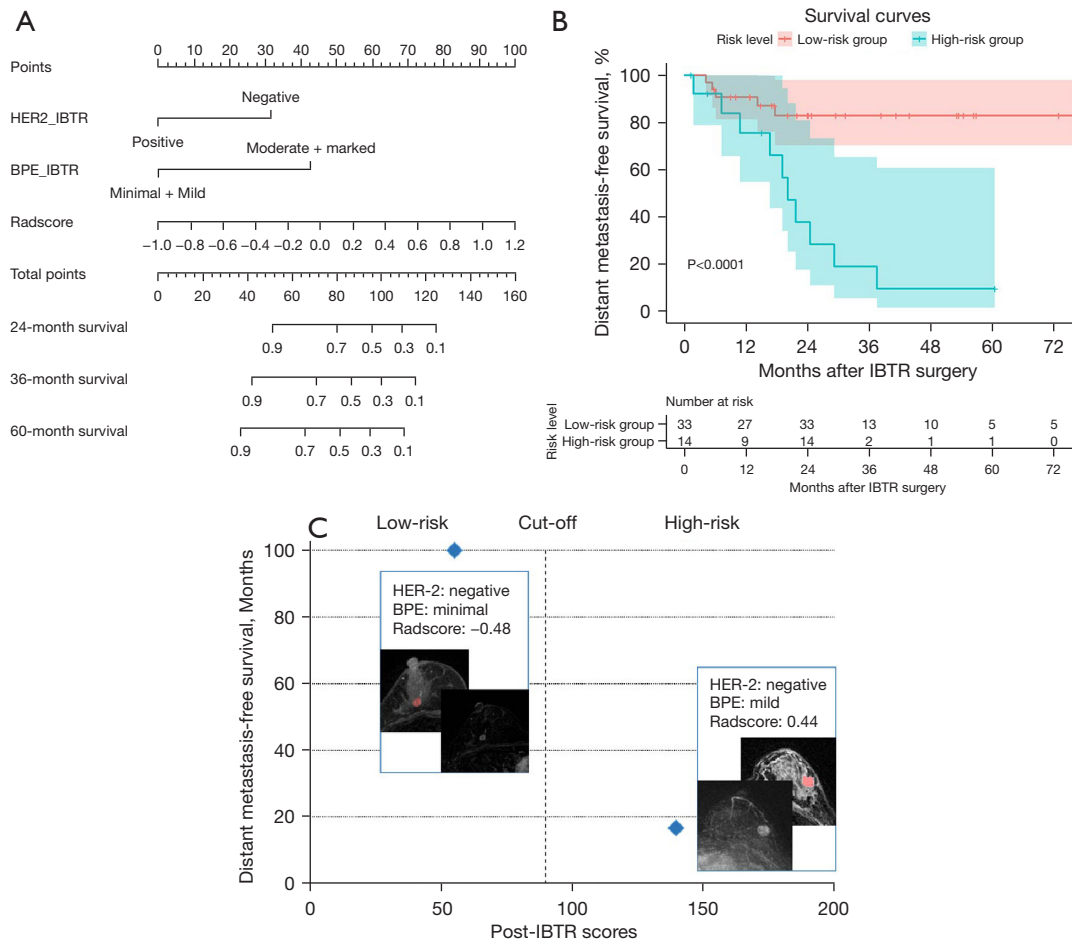 A
Points
0 10 20 30 40 50 60 70 80 90 100
HER2_IBTR
Negative
Positive
BPE_IBTR
Moderate + marked
Minimal + Mild
Radscore
−1.0 −0.8 −0.6 −0.4 −0.2 0.0 0.2 0.4 0.6 0.8 1.0 1.2
Total points
0 20 40 60 80 100 120 140 160
24-month survival
0.9 0.7 0.5 0.3 0.1
36-month survival
0.9 0.7 0.5 0.3 0.1
60-month survival
0.9 0.7 0.5 0.3 0.1
B
Survival curves
Risk level Low-risk group High-risk group
Distant metastasis-free survival, %
100
80
60
40
20
0
P<0.0001
0 12 24 36 48 60 72
Months after IBTR surgery
Number at risk
Risk level
Low-risk group 33 27 33 13 10 5 5
High-risk group 14 9 14 2 1 1 0
0 12 24 36 48 60 72
Months after IBTR surgery
C
Low-risk Cut-off High-risk
Distant metastasis-free survival, Months
100
80
60
40
20
0
HER-2: negative
BPE: minimal
Radscore: −0.48
HER-2: negative
BPE: mild
Radscore: 0.44
0 50 100 150 200
Post-IBTR scores